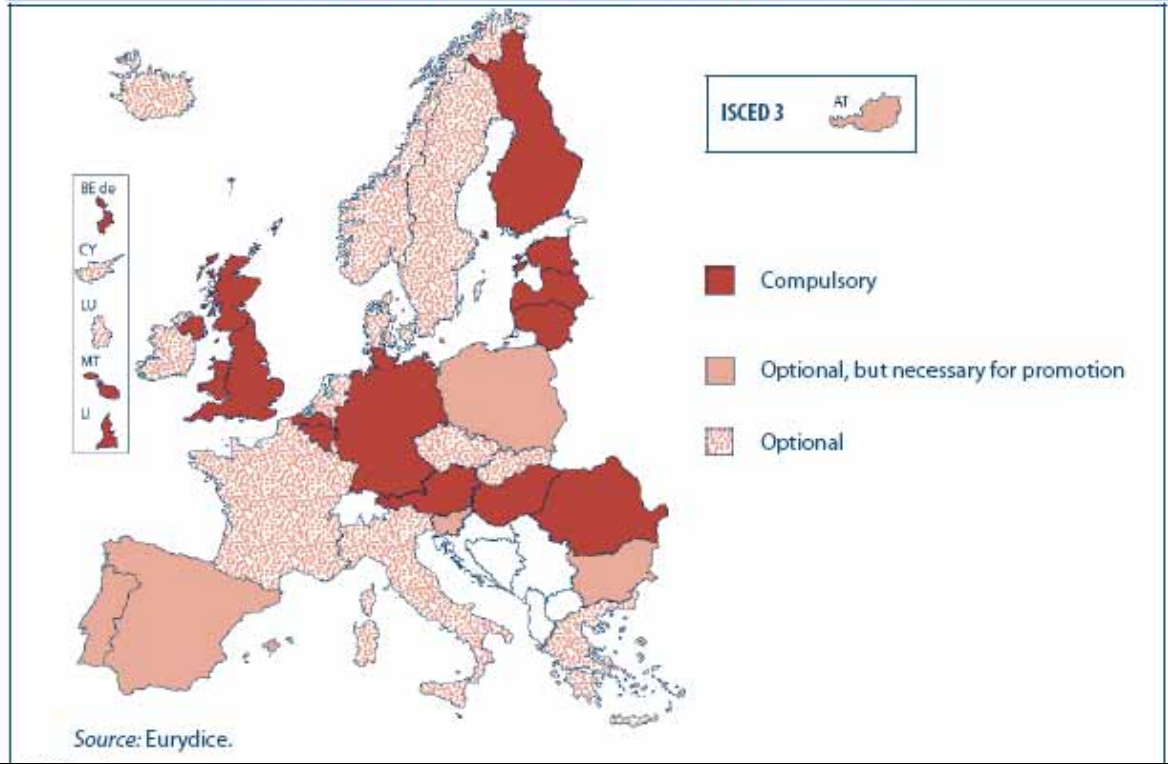 ISCED 3
AT
BE de
CY
LU
MT
LI
Compulsory
Optional, but necessary for promotion
Optional
Source: Eurydice.